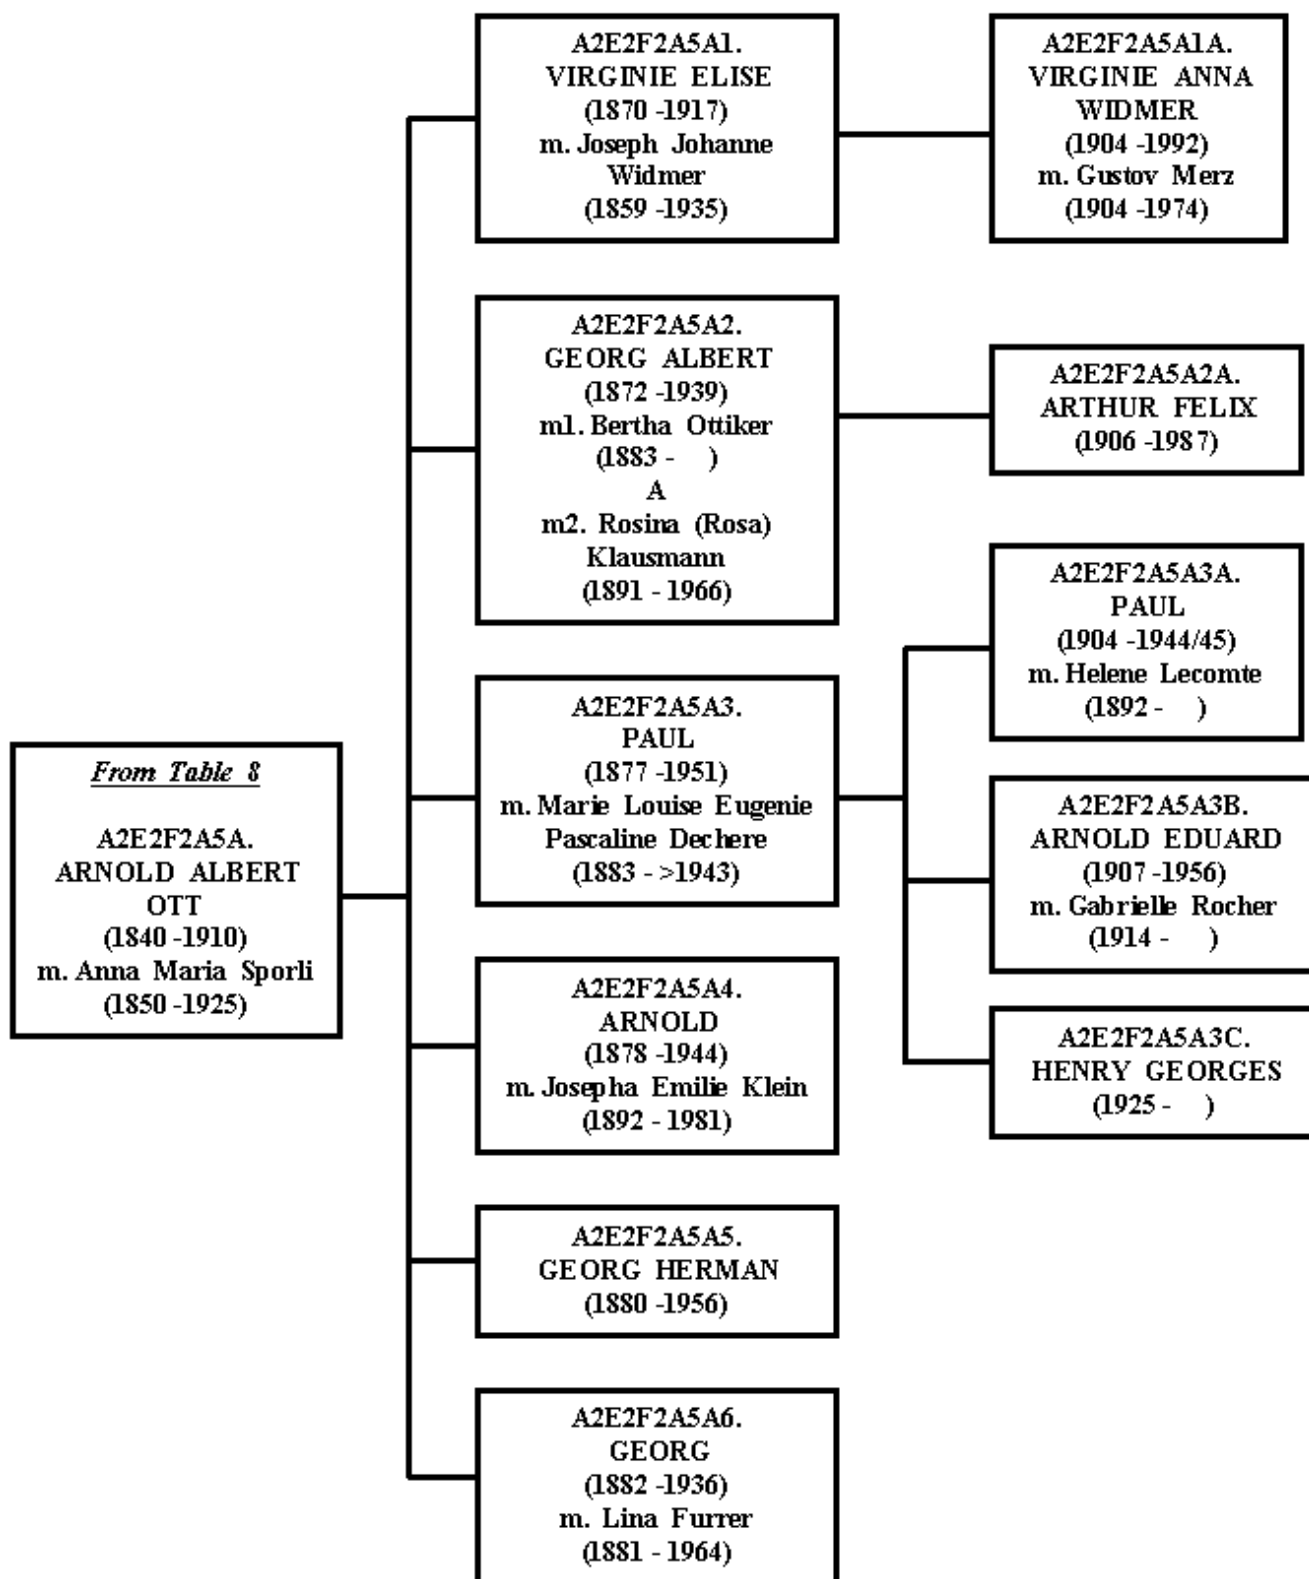 From Table 8
A2E2F2A5A.
ARNOLD ALBERT
OTT
(1840 -1910)
m. Anna Maria Sporli
(1850 -1925)
A2E2F2A5A1.
VIRGINIE ELISE
(1870 -1917)
m. Joseph Johanne
Widmer
(1859 -1935)
A2E2F2A5A1A.
VIRGINIE ANNA
WIDMER
(1904 -1992)
m. Gustov Merz
(1904 -1974)
A2E2F2A5A2.
GEORG ALBERT
(1872 -1939)
m1. Bertha Ottiker
(1883 - )
A
m2. Rosina (Rosa)
Klausmann
(1891 - 1966)
A2E2F2A5A2A.
ARTHUR FELIX
(1906 -1987)
A2E2F2A5A3.
PAUL
(1877 -1951)
m. Marie Louise Eugenie
Pascaline Dechere
(1883 - >1943)
A2E2F2A5A3A.
PAUL
(1904 -1944/45)
m. Helene Lecomte
(1892 - )
A2E2F2A5A3B.
ARNOLD EDUARD
(1907 -1956)
m. Gabrielle Rocher
(1914 - )
A2E2F2A5A3C.
HENRY GEORGES
(1925 - )
A2E2F2A5A4.
ARNOLD
(1878 -1944)
m. Josepha Emilie Klein
(1892 - 1981)
A2E2F2A5A5.
GEORG HERMAN
(1880 -1956)
A2E2F2A5A6.
GEORG
(1882 -1936)
m. Lina Furrer
(1881 - 1964)